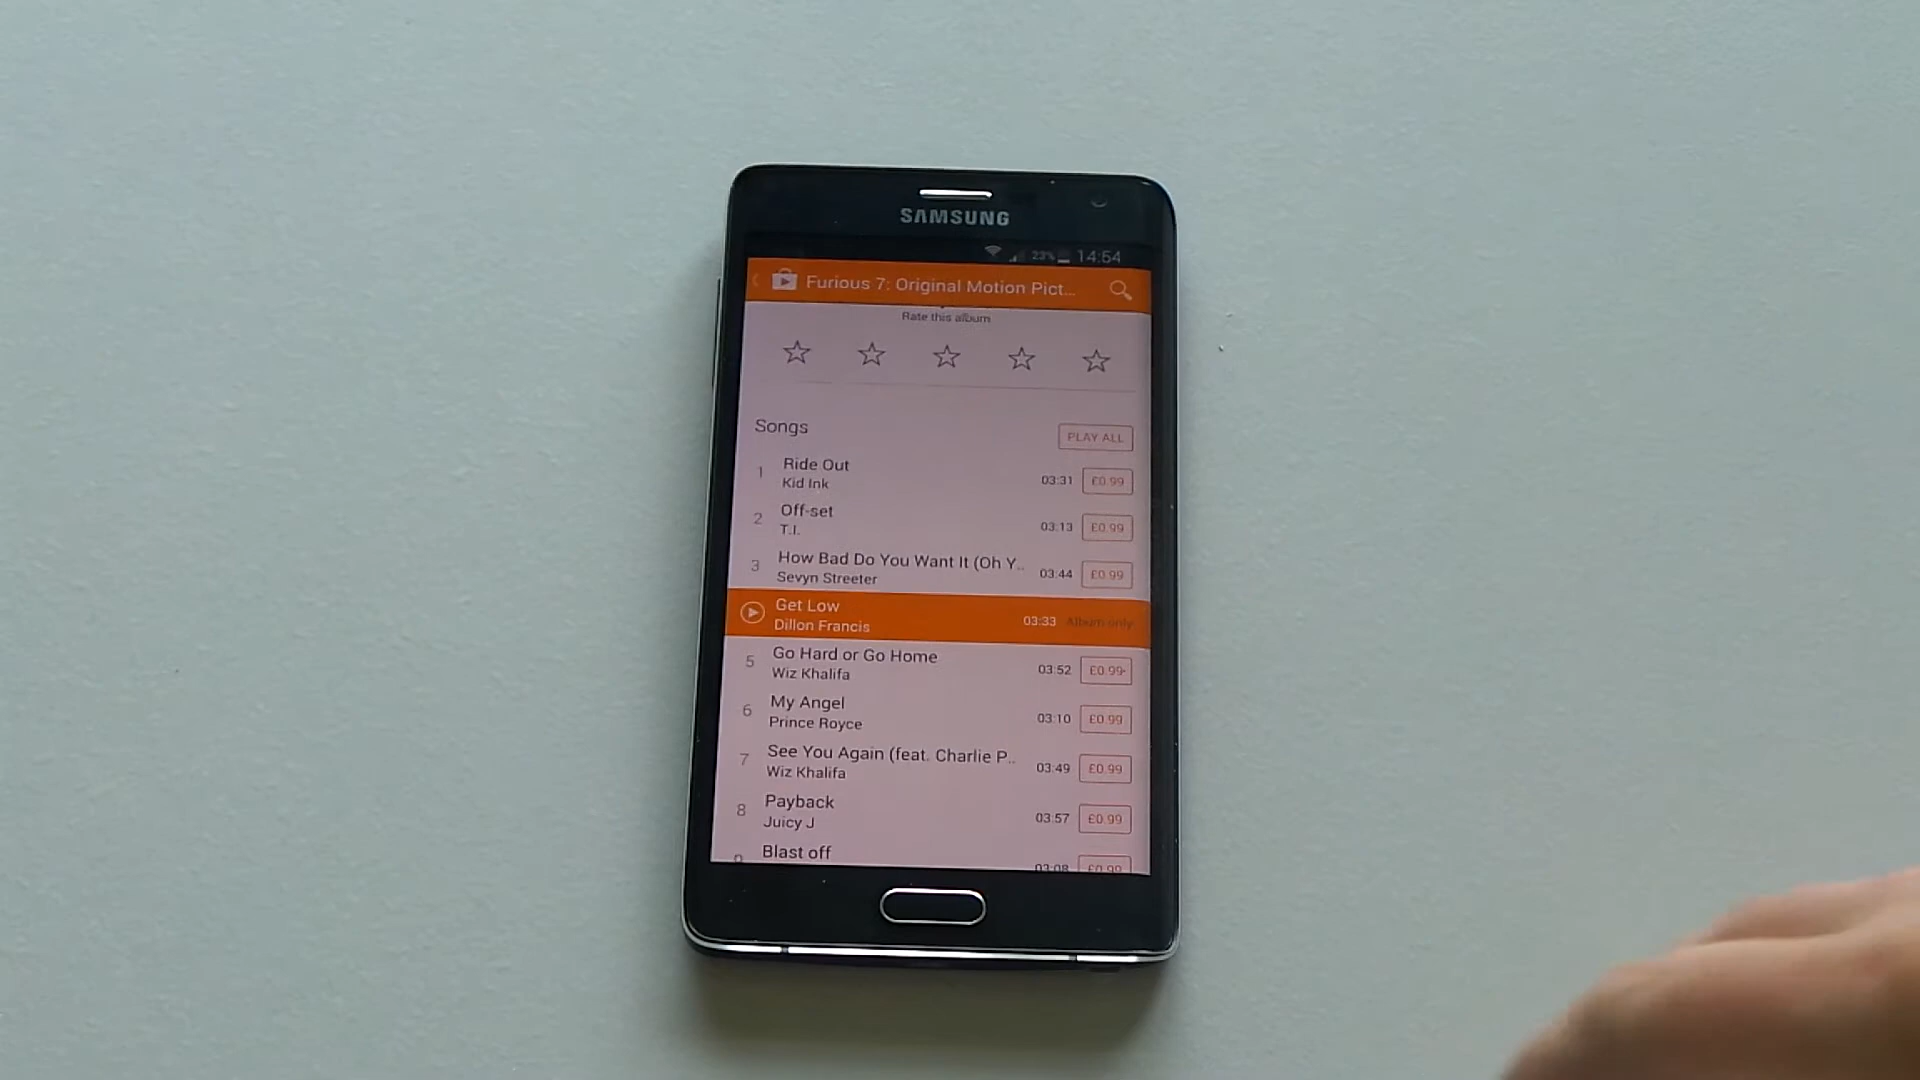 SAMSUNG
23% 14:54
Furious 7: Original Motion Pict...
Rate this album
Songs
PLAY ALL
1 Ride Out 03:31 £0.99
Kid Ink
2 Off-set 03:13 £0.99
T.I.
3 How Bad Do You Want It (Oh Y.. 03:44 £0.99
Sevyn Streeter
Get Low 03:33 Album only
Dillon Francis
5 Go Hard or Go Home 03:52 £0.99
Wiz Khalifa
6 My Angel 03:10 £0.99
Prince Royce
7 See You Again (feat. Charlie P.. 03:49 £0.99
Wiz Khalifa
8 Payback 03:57 £0.99
Juicy J
9 Blast off 03:08 £0.99